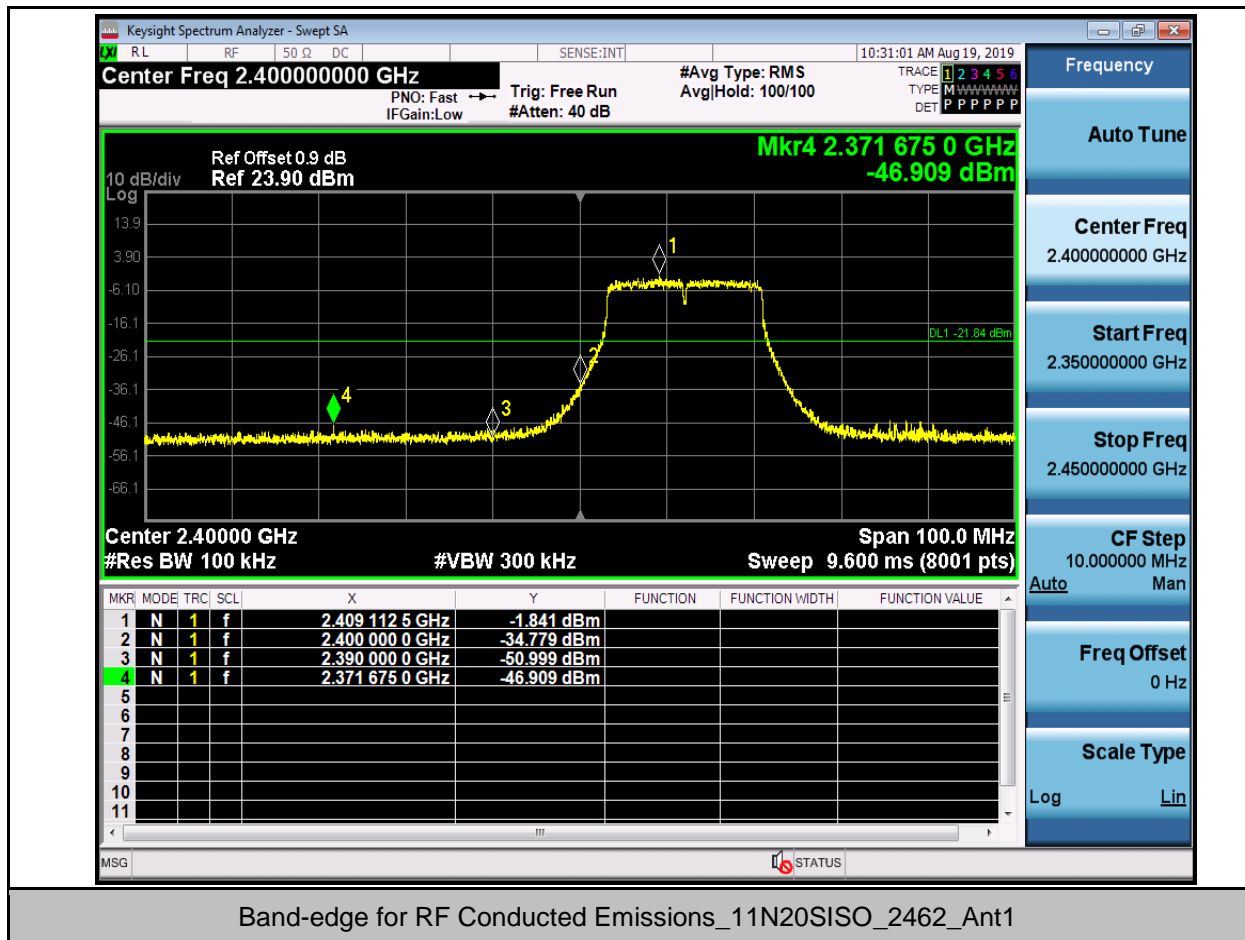 Keysight Spectrum Analyzer - Swept SA
LXI RL RF 50 Ω DC SENSE:INT 10:31:01 AM Aug 19, 2019
Center Freq 2.400000000 GHz
PNO: Fast
IFGain:Low
Trig: Free Run
#Atten: 40 dB
#Avg Type: RMS
Avg|Hold: 100/100
TRACE 1 2 3 4 5 6
TYPE M WWWWW
DET P P P P P P
Mkr4 2.371 675 0 GHz
-46.909 dBm
Ref Offset 0.9 dB
10 dB/div Ref 23.90 dBm
Log
13.9
3.90
-6.10
-16.1
-26.1
-36.1
-46.1
-56.1
-66.1
1
2
3
4
DL1 -21.84 dBm
Center 2.40000 GHz Span 100.0 MHz
#Res BW 100 kHz #VBW 300 kHz Sweep 9.600 ms (8001 pts)
MKR MODE TRC SCL X Y FUNCTION FUNCTION WIDTH FUNCTION VALUE
1 N 1 f 2.409 112 5 GHz -1.841 dBm
2 N 1 f 2.400 000 0 GHz -34.779 dBm
3 N 1 f 2.390 000 0 GHz -50.999 dBm
4 N 1 f 2.371 675 0 GHz -46.909 dBm
5
6
7
8
9
10
11
MSG STATUS
Frequency
Auto Tune
Center Freq
2.400000000 GHz
Start Freq
2.350000000 GHz
Stop Freq
2.450000000 GHz
CF Step
10.000000 MHz
Auto Man
Freq Offset
0 Hz
Scale Type
Log Lin
Band-edge for RF Conducted Emissions_11N20SISO_2462_Ant1